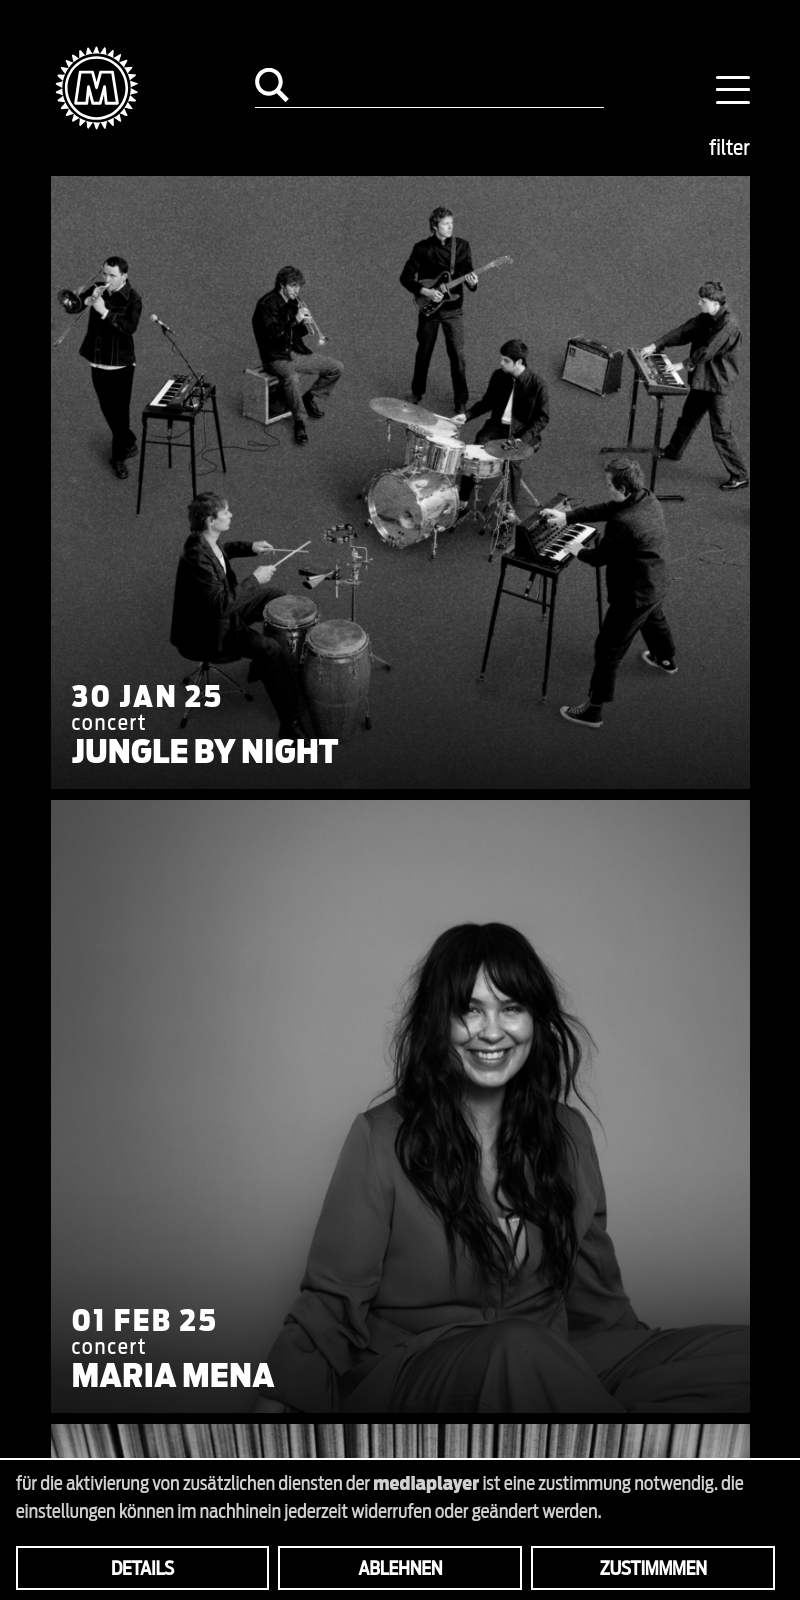 M
filter
30 JAN 25
concert
JUNGLE BY NIGHT
01 FEB 25
concert
MARIA MENA
für die aktivierung von zusätzlichen diensten der mediaplayer ist eine zustimmung notwendig. die
einstellungen können im nachhinein jederzeit widerrufen oder geändert werden.
DETAILS
ABLEHNEN
ZUSTIMMMEN